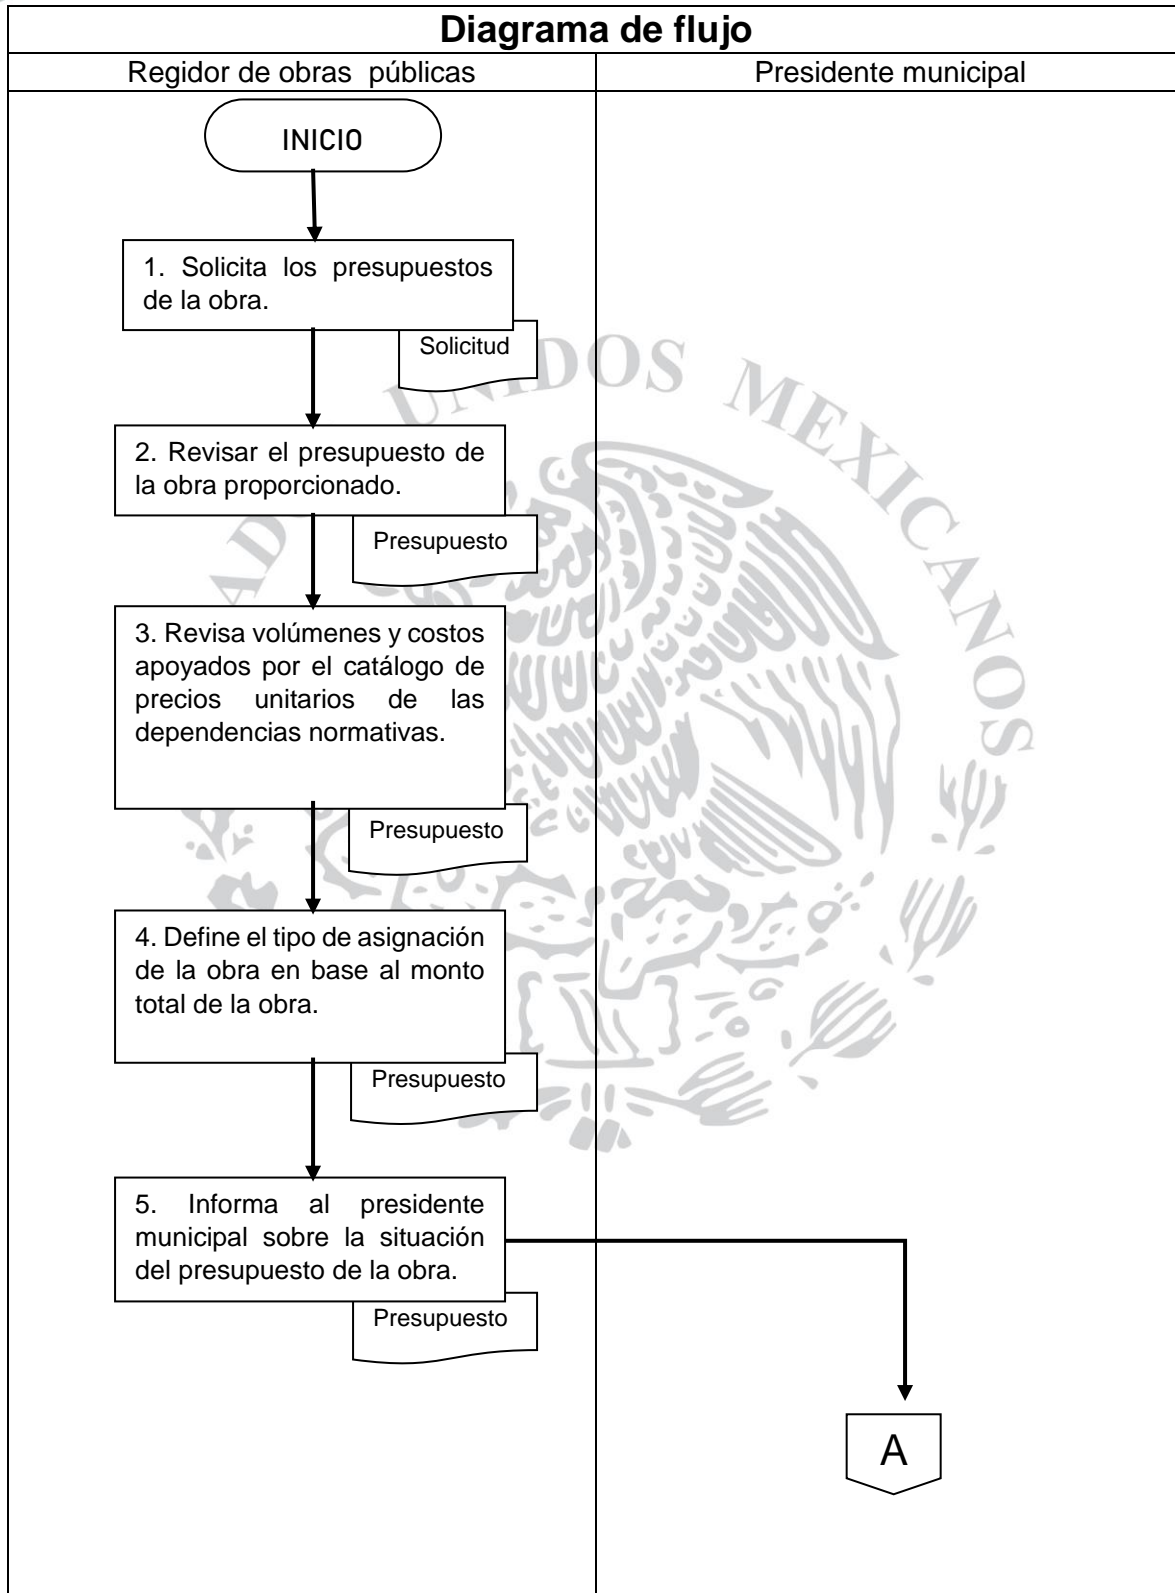 Diagrama de flujo
Regidor de obras públicas
Presidente municipal
INICIO
1. Solicita los presupuestos
de la obra.
Solicitud
2. Revisar el presupuesto de
la obra proporcionado.
Presupuesto
3. Revisa volúmenes y costos
apoyados por el catálogo de
precios unitarios de las
dependencias normativas.
Presupuesto
4. Define el tipo de asignación
de la obra en base al monto
total de la obra.
Presupuesto
5. Informa al presidente
municipal sobre la situación
del presupuesto de la obra.
Presupuesto
A
UNIDOS MEXICANOS